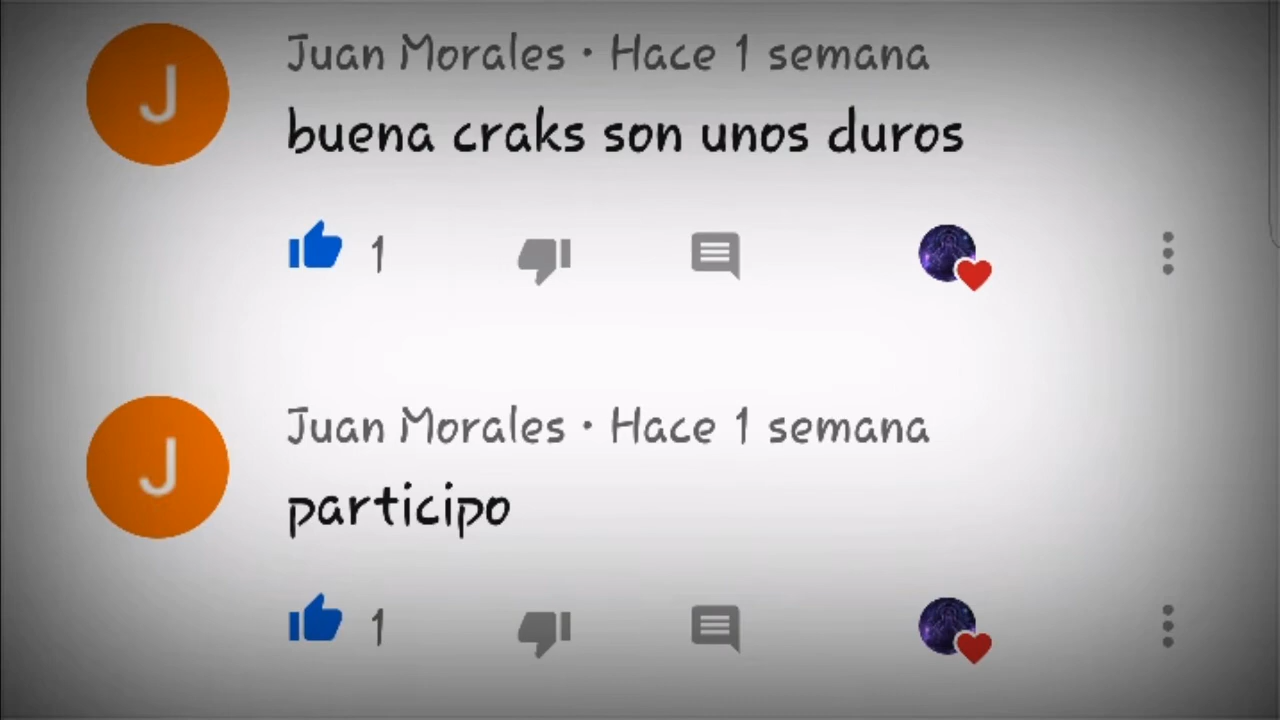 J
Juan Morales • Hace 1 semana
buena craks son unos duros
1
J
Juan Morales • Hace 1 semana
participo
1